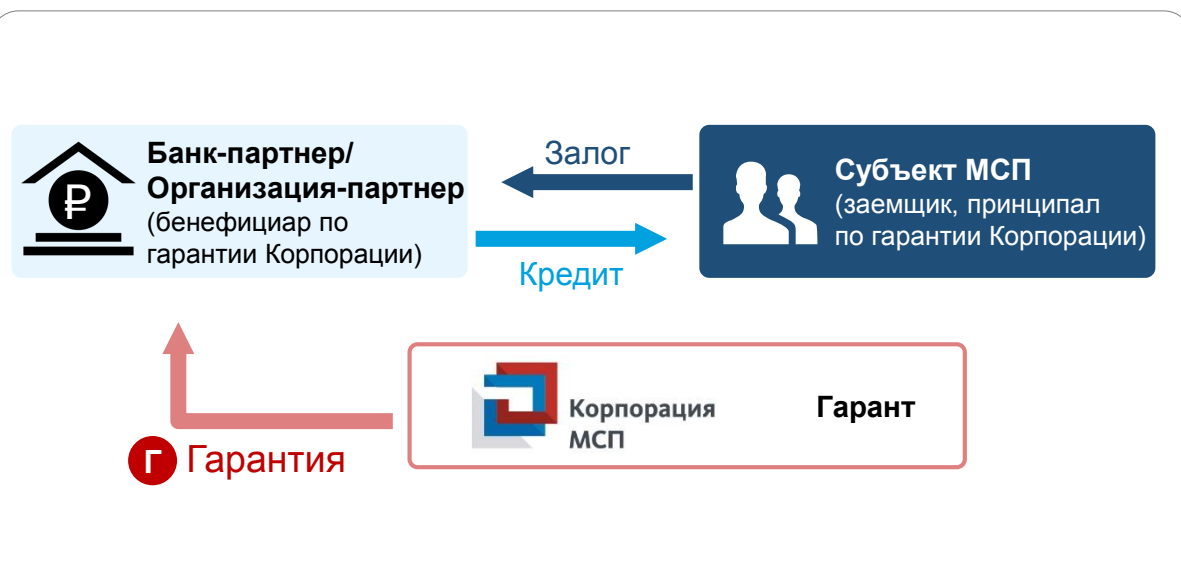 Банк-партнер/
Организация-партнер
(бенефициар по
гарантии Корпорации)
Залог
Кредит
Субъект МСП
(заемщик, принципал
по гарантии Корпорации)
Корпорация
МСП
Гарант
Г Гарантия